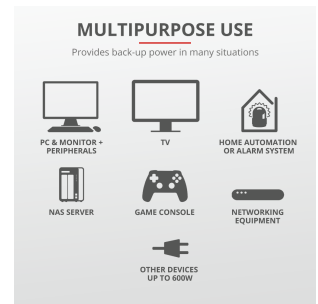 MULTIPURPOSE USE
Provides back-up power in many situations
PC & MONITOR +
PERIPHERALS
TV
HOME AUTOMATION
OR ALARM SYSTEM
NAS SERVER
GAME CONSOLE
NETWORKING
EQUIPMENT
OTHER DEVICES
UP TO 600W